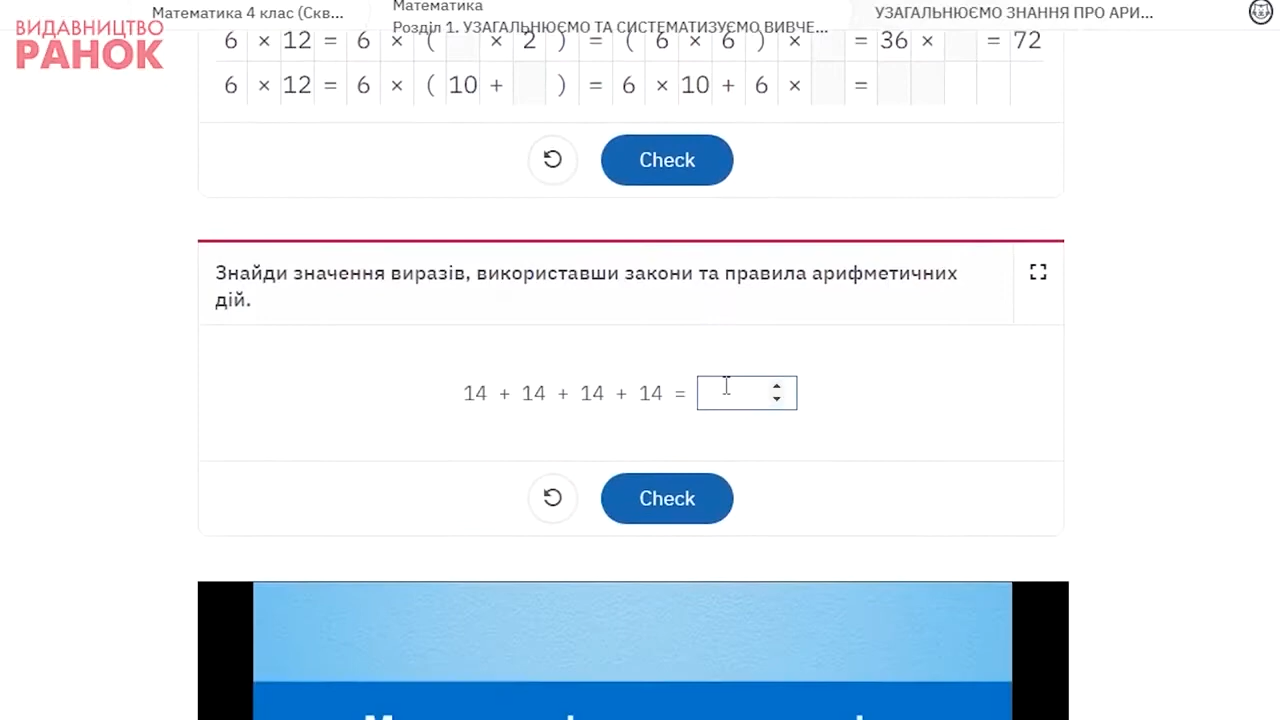 Математика 4 клас (Скв...
Математика
Розділ 1. УЗАГАЛЬНЮЄМО ТА СИСТЕМАТИЗУЄМО ВИВЧЕ...
УЗАГАЛЬНЮЄМО ЗНАННЯ ПРО АРИ...
ВИДАВНИЦТВО
РАНОК
6 × 12 = 6 × ( × 2 ) = ( 6 × 6 ) × = 36 × = 72
6 × 12 = 6 × ( 10 + ) = 6 × 10 + 6 × =
Check
Знайди значення виразів, використавши закони та правила арифметичних
дій.
14 + 14 + 14 + 14 =
Check